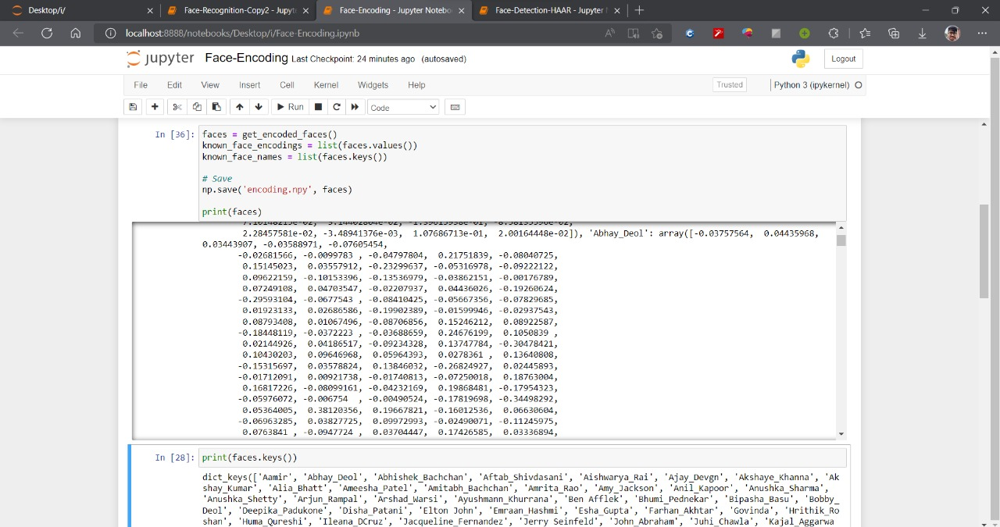 Desktop/i/
Face-Recognition-Copy2 - Jupyt
Face-Encoding - Jupyter Notebo
Face-Detection-HAAR - Jupyter
localhost:8888/notebooks/Desktop/i/Face-Encoding.ipynb
jupyter Face-Encoding Last Checkpoint: 24 minutes ago (autosaved)
Logout
File Edit View Insert Cell Kernel Widgets Help
Trusted Python 3 (ipykernel)
Run Code
In [36]: faces = get_encoded_faces()
known_face_encodings = list(faces.values())
known_face_names = list(faces.keys())
# Save
np.save('encoding.npy', faces)
print(faces)
2.28457581e-02, -3.48941376e-03, 1.07686713e-01, 2.00164448e-02]), 'Abhay_Deol': array([-0.03757564, 0.04435968,
0.03443907, -0.03187971, -0.07605454,
-0.02681566, -0.0099783 , -0.04797804, 0.21751839, -0.08040725,
0.15145023, 0.03557912, -0.23299637, -0.05316978, -0.09222122,
0.09622159, -0.10153396, -0.13536979, -0.03862151, -0.00176789,
0.07249108, 0.04703547, -0.02207937, 0.04436026, -0.19260624,
-0.29593104, -0.0677543 , -0.08410425, -0.05667356, -0.07829685,
0.01923133, 0.02686586, -0.19902389, -0.01599946, -0.02937543,
0.08793408, 0.01067496, -0.08706856, 0.15246212, 0.08922587,
-0.18448119, -0.0372223 , -0.03688659, 0.24676199, 0.1050839 ,
0.02144926, 0.04186517, -0.09234328, 0.13747784, -0.30478421,
0.10430203, 0.09646968, 0.05964393, 0.0278361 , 0.13640808,
-0.15315697, 0.03578824, 0.13846032, -0.26824927, 0.02445893,
-0.01712091, 0.00921738, -0.01740813, -0.07250018, 0.18763004,
0.16817226, -0.08099161, -0.04232169, 0.19868481, -0.17954323,
-0.05976072, -0.006754 , -0.00490524, -0.17819698, -0.34498292,
0.05364005, 0.38120356, 0.19667821, -0.16012536, 0.06630604,
-0.06963285, 0.03827725, 0.09972993, -0.02490071, -0.11245975,
0.0763841 , -0.0947724 , 0.03704447, 0.17426585, 0.03336894,
In [28]: print(faces.keys())
dict_keys(['Aamir', 'Abhay_Deol', 'Abhishek_Bachchan', 'Aftab_Shivdasani', 'Aishwarya_Rai', 'Ajay_Devgn', 'Akshaye_Khanna', 'Ak
shay_Kumar', 'Alia_Bhatt', 'Ameesha_Patel', 'Amitabh_Bachchan', 'Amrita_Rao', 'Amy_Jackson', 'Anil_Kapoor', 'Anushka_Sharma',
'Anushka_Shetty', 'Arjun_Rampal', 'Arshad_Warsi', 'Ayushmann_Khurrana', 'Ben Afflek', 'Bhumi_Pednekar', 'Bipasha_Basu', 'Bobby_
Deol', 'Deepika_Padukone', 'Disha_Patani', 'Elton John', 'Emraan_Hashmi', 'Esha_Gupta', 'Farhan_Akhtar', 'Govinda', 'Hrithik_Ro
shan', 'Huma_Qureshi', 'Ileana_DCruz', 'Jacqueline_Fernandez', 'Jerry Seinfeld', 'John_Abraham', 'Juhi_Chawla', 'Kajal_Aggarwa